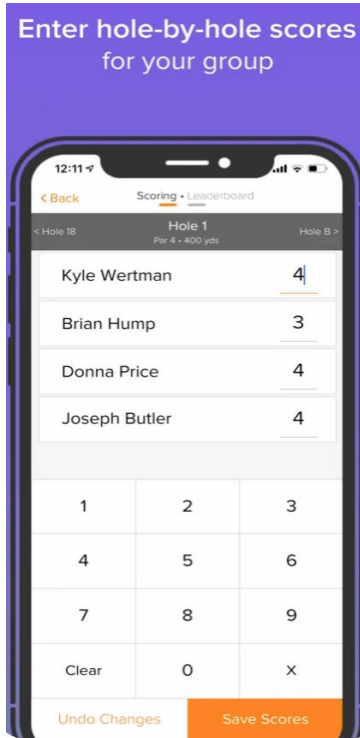 Enter hole-by-hole scores
for your group
12:11
< Back
Scoring • Leaderboard
< Hole 18
Hole 1
Hole B >
Par 4 • 400 yds
Kyle Wertman 4
Brian Hump 3
Donna Price 4
Joseph Butler 4
1 2 3
4 5 6
7 8 9
Clear 0 X
Undo Changes Save Scores